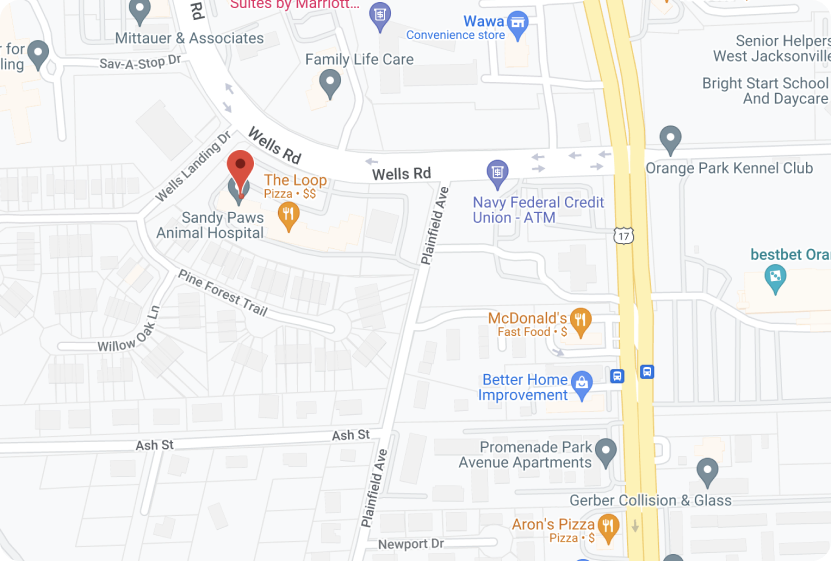 Rd
Suites by Marriott...
Mittauer & Associates
Wawa
Convenience store
Senior Helpers
West Jacksonville
r for
ling
Sav-A-Stop Dr
Family Life Care
Bright Start School
And Daycare
Wells Landing Dr
Wells Rd
Wells Rd
Orange Park Kennel Club
The Loop
Pizza • $$
Navy Federal Credit
Union - ATM
Sandy Paws
Animal Hospital
Plainfield Ave
17
bestbet Ora
Pine Forest Trail
Willow Oak Ln
McDonald's
Fast Food • $
Better Home
Improvement
Ash St
Ash St
Promenade Park
Avenue Apartments
Plainfield Ave
Gerber Collision & Glass
Aron's Pizza
Pizza • $
Newport Dr